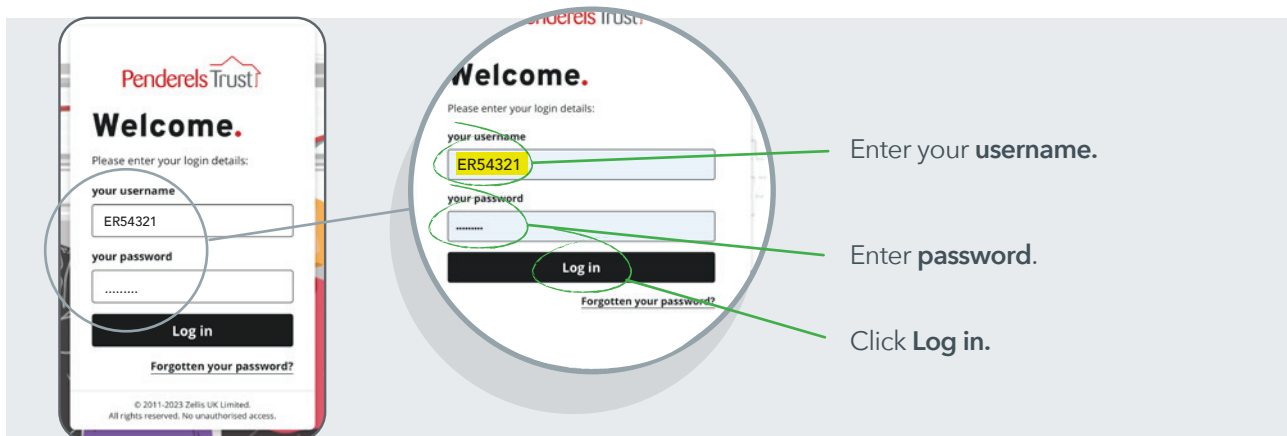 Penderels Trust
Welcome.
Please enter your login details:
your username
ER54321
your password
.........
Log in
Forgotten your password?
© 2011-2023 Zellis UK Limited.
All rights reserved. No unauthorised access.
Penderels Trust
Welcome.
Please enter your login details:
your username
ER54321
your password
.........
Log in
Forgotten your password?
Enter your username.
Enter password.
Click Log in.